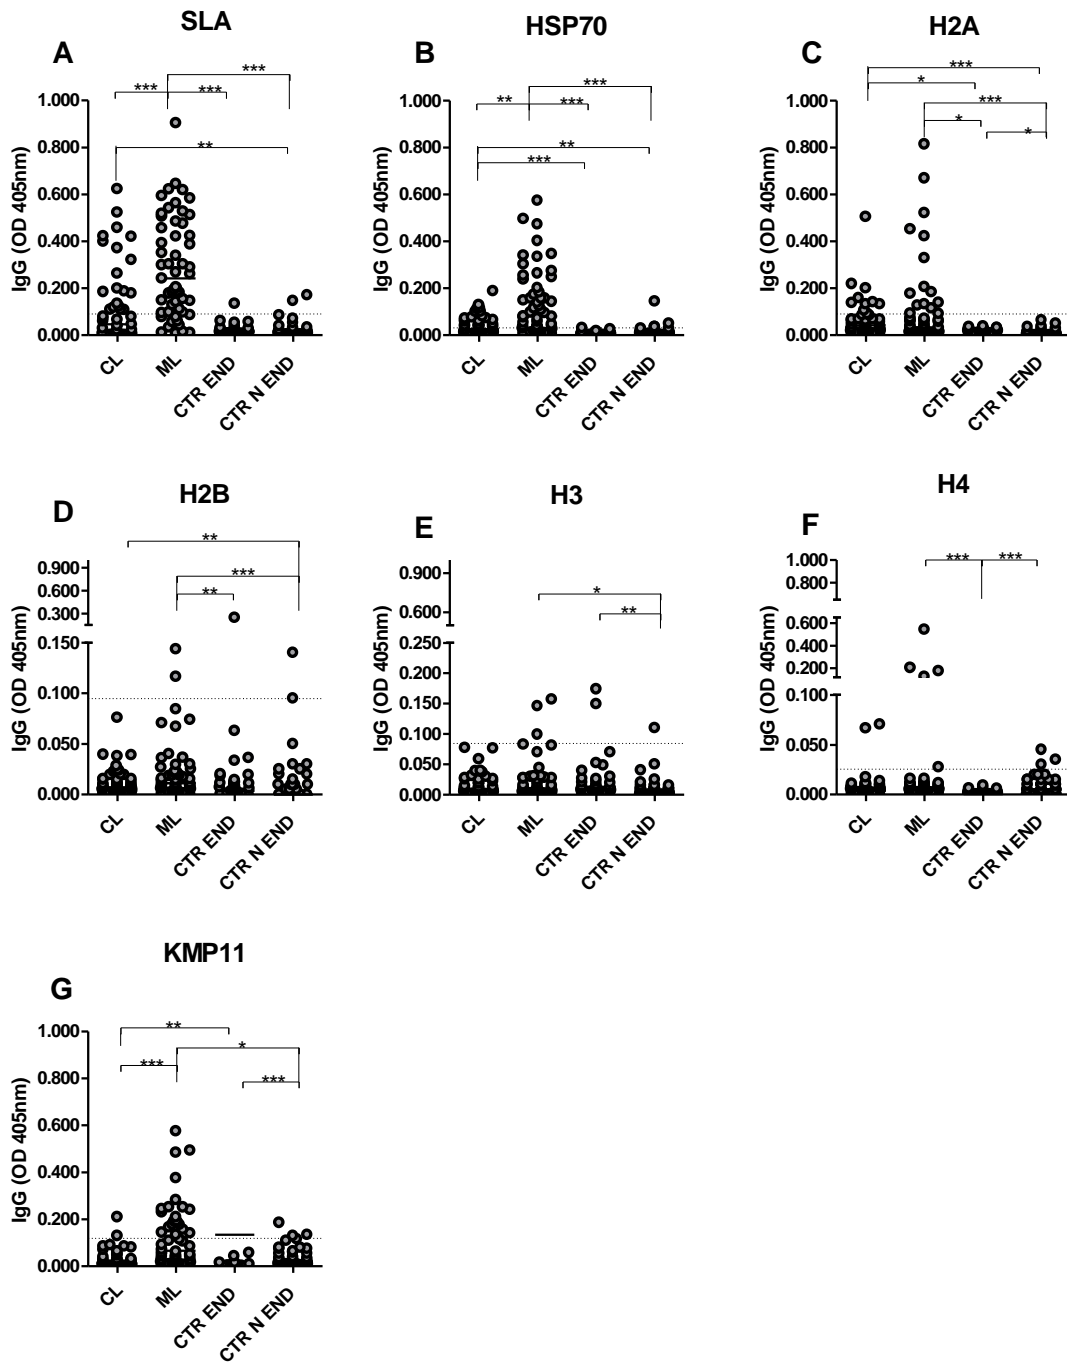 SLA
A
***
***
***
**
1.000
0.800
0.600
0.400
0.200
0.000
IgG (OD 405nm)
CL
ML
CTR END
CTR N END
HSP70
B
***
**
***
**
***
1.000
0.800
0.600
0.400
0.200
0.000
IgG (OD 405nm)
CL
ML
CTR END
CTR N END
H2A
C
***
*
***
*
*
1.000
0.800
0.600
0.400
0.200
0.000
IgG (OD 405nm)
CL
ML
CTR END
CTR N END
H2B
D
**
***
**
0.900
0.600
0.300
0.150
0.100
0.050
0.000
IgG (OD 405nm)
CL
ML
CTR END
CTR N END
H3
E
*
**
0.900
0.600
0.250
0.200
0.150
0.100
0.050
0.000
IgG (OD 405nm)
CL
ML
CTR END
CTR N END
H4
F
***
***
1.000
0.800
0.600
0.400
0.200
0.100
0.050
0.000
IgG (OD 405nm)
CL
ML
CTR END
CTR N END
KMP11
G
**
*
***
***
1.000
0.800
0.600
0.400
0.200
0.000
IgG (OD 405nm)
CL
ML
CTR END
CTR N END